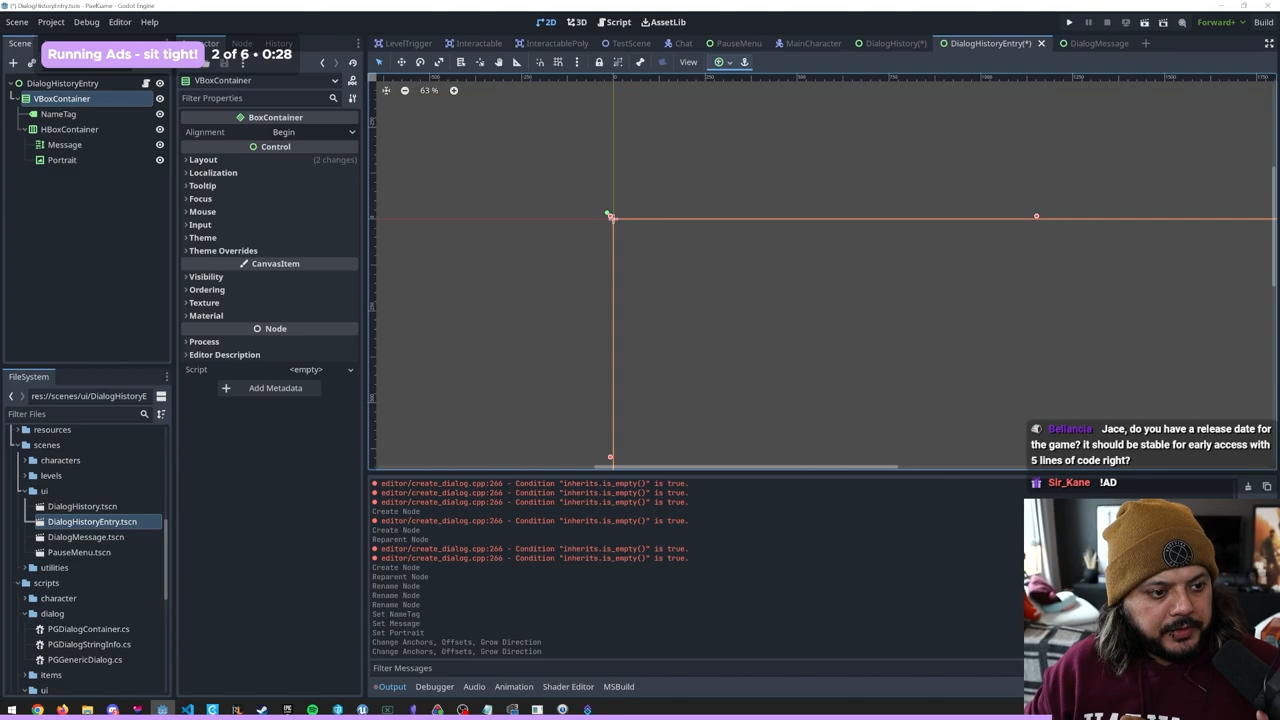 (*) DialogHistoryEntry.tscn - PixelGame - Godot Engine
Scene Project Debug Editor Help
2D 3D Script AssetLib
Forward+ Build
Scene
Running Ads - sit tight! 2 of 6 • 0:28
Node History
LevelTrigger Interactable InteractablePoly TestScene Chat PauseMenu MainCharacter DialogHistory(*) DialogHistoryEntry(*) DialogMessage
View
63 %
DialogHistoryEntry
VBoxContainer
NameTag
HBoxContainer
Message
Portrait
VBoxContainer
Filter Properties
BoxContainer
Alignment Begin
Control
Layout (2 changes)
Localization
Tooltip
Focus
Mouse
Input
Theme
Theme Overrides
CanvasItem
Visibility
Ordering
Texture
Material
Node
Process
Editor Description
Script <empty>
Add Metadata
FileSystem
res://scenes/ui/DialogHistoryE
Filter Files
resources
scenes
characters
levels
ui
DialogHistory.tscn
DialogHistoryEntry.tscn
DialogMessage.tscn
PauseMenu.tscn
utilities
scripts
character
dialog
PGDialogContainer.cs
PGDialogStringInfo.cs
PGGenericDialog.cs
items
ui
editor/create_dialog.cpp:266 - Condition "inherits.is_empty()" is true.
editor/create_dialog.cpp:266 - Condition "inherits.is_empty()" is true.
editor/create_dialog.cpp:266 - Condition "inherits.is_empty()" is true.
Create Node
editor/create_dialog.cpp:266 - Condition "inherits.is_empty()" is true.
Create Node
Reparent Node
editor/create_dialog.cpp:266 - Condition "inherits.is_empty()" is true.
editor/create_dialog.cpp:266 - Condition "inherits.is_empty()" is true.
Create Node
Reparent Node
Rename Node
Rename Node
Rename Node
Set NameTag
Set Message
Set Portrait
Change Anchors, Offsets, Grow Direction
Change Anchors, Offsets, Grow Direction
Filter Messages
Output Debugger Audio Animation Shader Editor MSBuild
Bellancia Jace, do you have a release date for
the game? it should be stable for early access with
5 lines of code right?
Sir_Kane !AD